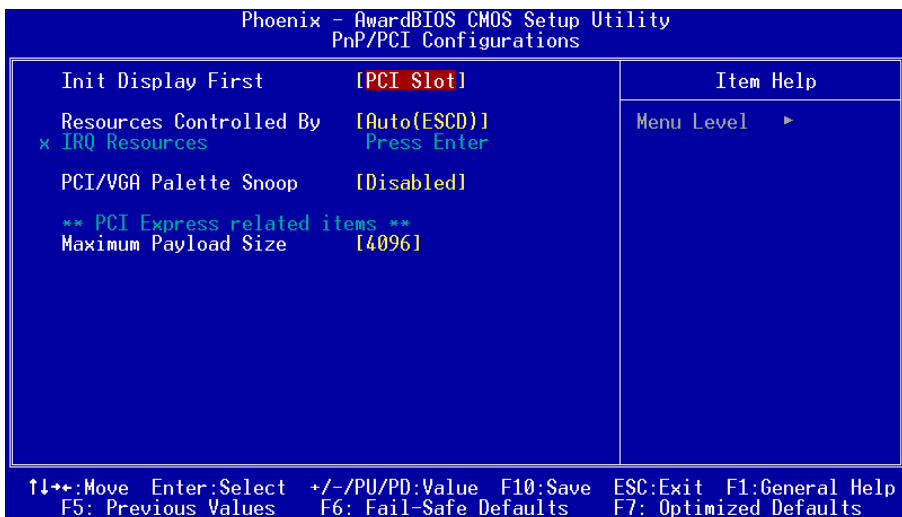 Phoenix - AwardBIOS CMOS Setup Utility
PnP/PCI Configurations
Init Display First [PCI Slot]
Item Help
Resources Controlled By [Auto(ESCD)]
Menu Level ►
x IRQ Resources Press Enter
PCI/VGA Palette Snoop [Disabled]
** PCI Express related items **
Maximum Payload Size [4096]
↑↓→←:Move Enter:Select +/-/PU/PD:Value F10:Save ESC:Exit F1:General Help
F5: Previous Values F6: Fail-Safe Defaults F7: Optimized Defaults